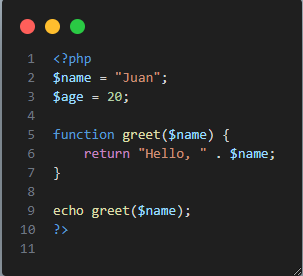 1 <?php
2 $name = "Juan";
3 $age = 20;
4
5 function greet($name) {
6     return "Hello, " . $name;
7 }
8
9 echo greet($name);
10 ?>
11